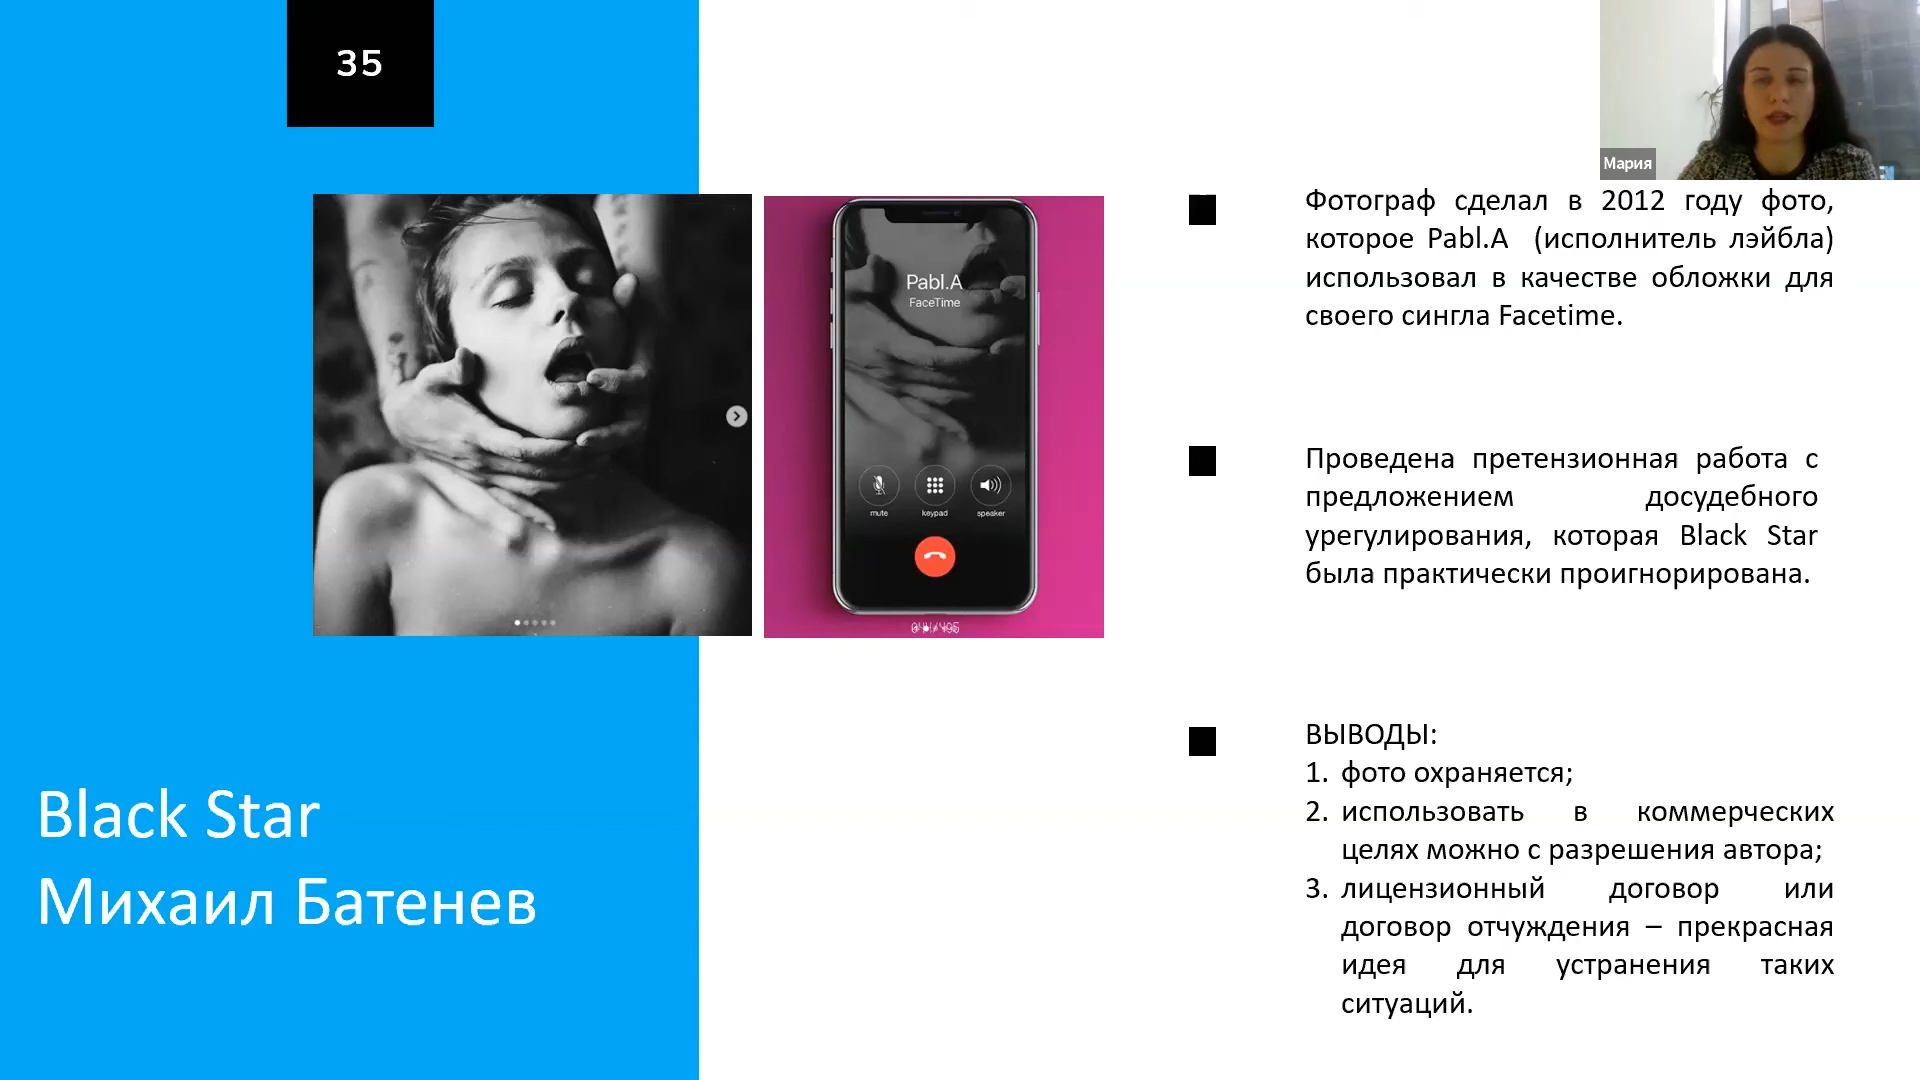 35
Мария
Pabl.A
FaceTime
mute keypad speaker
Фотограф сделал в 2012 году фото,
которое Pabl.A (исполнитель лэйбла)
использовал в качестве обложки для
своего сингла Facetime.
Проведена претензионная работа с
предложением досудебного
урегулирования, которая Black Star
была практически проигнорирована.
ВЫВОДЫ:
1. фото охраняется;
2. использовать в коммерческих
целях можно с разрешения автора;
3. лицензионный договор или
договор отчуждения – прекрасная
идея для устранения таких
ситуаций.
Black Star
Михаил Батенев